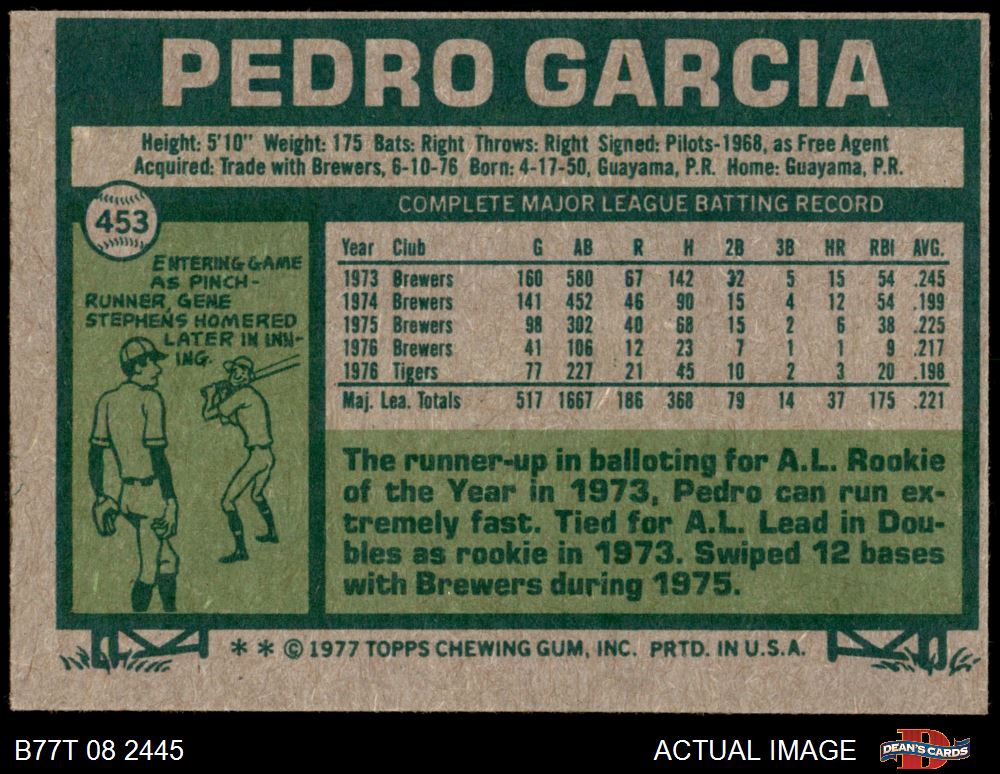 PEDRO GARCIA
Height: 5'10" Weight: 175 Bats: Right Throws: Right Signed: Pilots-1968, as Free Agent
Acquired: Trade with Brewers, 6-10-76 Born: 4-17-50, Guayama, P.R. Home: Guayama, P.R.
453
ENTERING GAME
AS PINCH-
RUNNER, GENE
STEPHENS HOMERED
LATER IN INN-
ING.
COMPLETE MAJOR LEAGUE BATTING RECORD
Year Club G AB R H 2B 3B HR RBI AVG.
1973 Brewers 160 580 67 142 32 5 15 54 .245
1974 Brewers 141 452 46 90 15 4 12 54 .199
1975 Brewers 98 302 40 68 15 2 6 38 .225
1976 Brewers 41 106 12 23 7 1 1 9 .217
1976 Tigers 77 227 21 45 10 2 3 20 .198
Maj. Lea. Totals 517 1667 186 368 79 14 37 175 .221
The runner-up in balloting for A.L. Rookie
of the Year in 1973, Pedro can run ex-
tremely fast. Tied for A.L. Lead in Dou-
bles as rookie in 1973. Swiped 12 bases
with Brewers during 1975.
* * © 1977 TOPPS CHEWING GUM, INC. PRTD. IN U.S.A.
B77T 08 2445
ACTUAL IMAGE
D
DEAN'S CARDS